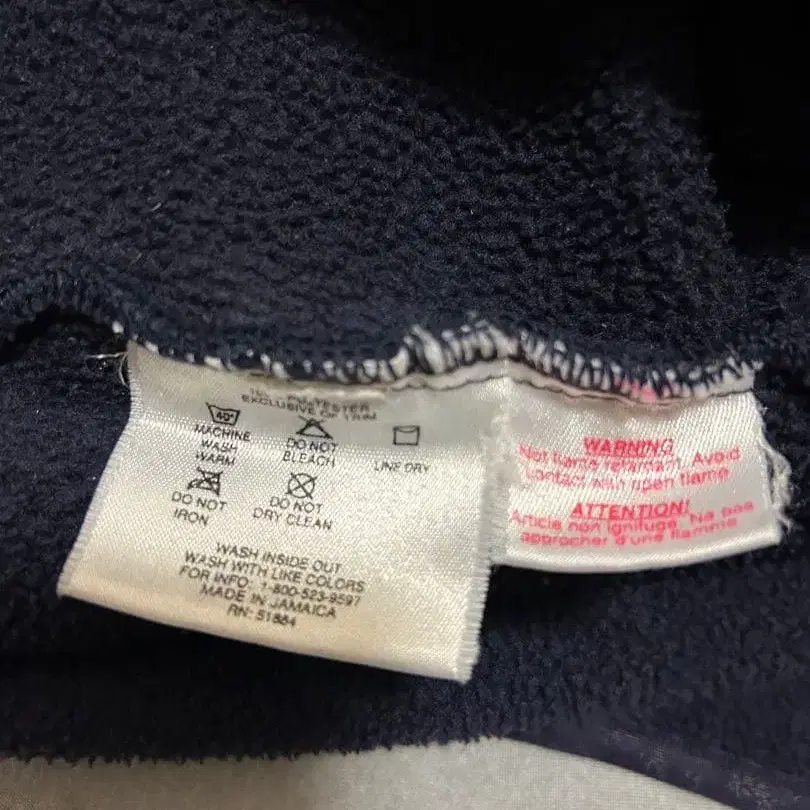 POLYESTER
EXCLUSIVE OF TRIM
40°
MACHINE
WASH
WARM
DO NOT
BLEACH
LINE DRY
DO NOT
IRON
DO NOT
DRY CLEAN
WASH INSIDE OUT
WASH WITH LIKE COLORS
FOR INFO: 1-800-523-9597
MADE IN JAMAICA
RN: 51884
WARNING
Not flame retardant. Avoid
contact with open flame
ATTENTION!
Article non ignifuge. Ne pas
approcher d'une flamme